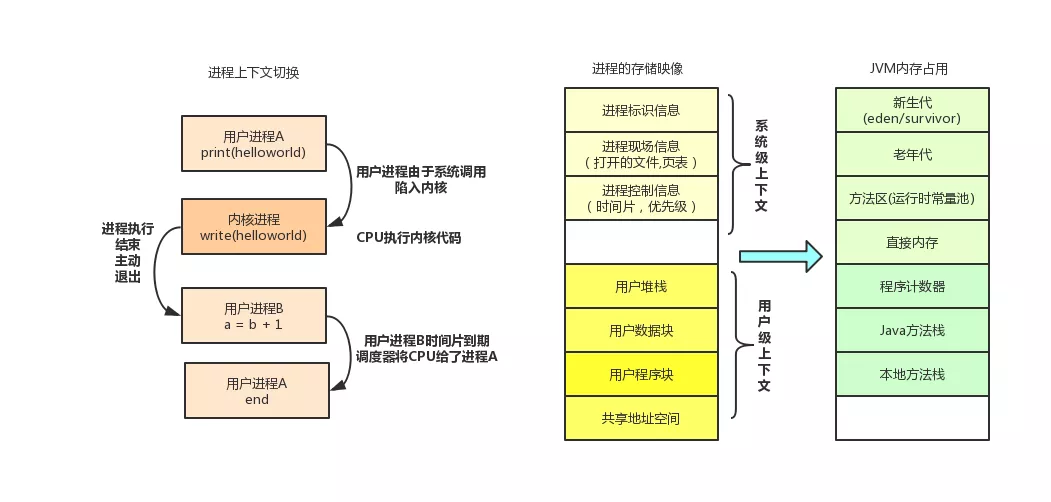 进程上下文切换
用户进程A
print(helloworld)
用户进程由于系统调用
陷入内核
内核进程
write(helloworld)
CPU执行内核代码
进程执行
结束
主动
退出
用户进程B
a = b + 1
用户进程B时间片到期
调度器将CPU给了进程A
用户进程A
end
进程的存储映像
进程标识信息
进程现场信息
(打开的文件,页表)
进程控制信息
(时间片，优先级)
系统级上下文
用户堆栈
用户数据块
用户程序块
共享地址空间
用户级上下文
JVM内存占用
新生代
(eden/survivor)
老年代
方法区(运行时常量池)
直接内存
程序计数器
Java方法栈
本地方法栈